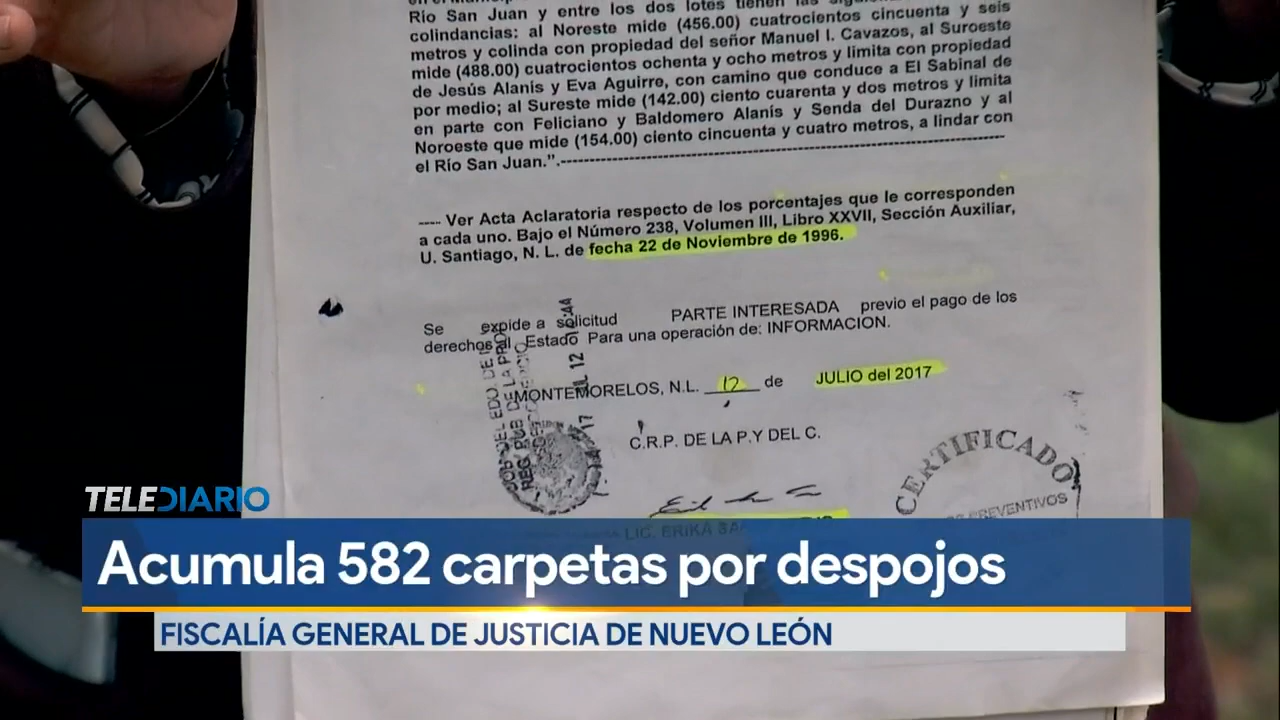 Río San Juan y entre los dos lotes tienen las
colindancias: al Noreste mide (456.00) cuatrocientos cincuenta y seis
metros y colinda con propiedad del señor Manuel I. Cavazos, al Suroeste
mide (488.00) cuatrocientos ochenta y ocho metros y limita con propiedad
de Jesús Alanis y Eva Aguirre, con camino que conduce a El Sabinal de
por medio; al Sureste mide (142.00) ciento cuarenta y dos metros y limita
en parte con Feliciano y Baldomero Alanís y Senda del Durazno y al
Noroeste que mide (154.00) ciento cincuenta y cuatro metros, a lindar con
el Río San Juan.".------------------------------------------------------------
---- Ver Acta Aclaratoria respecto de los porcentajes que le corresponden
a cada uno. Bajo el Número 238, Volumen III, Libro XXVII, Sección Auxiliar,
U. Santiago, N. L. de fecha 22 de Noviembre de 1996.
Se expide a solicitud PARTE INTERESADA previo el pago de los
derechos al Estado Para una operación de: INFORMACION.
MONTEMORELOS, N.L. 12 de JULIO del 2017
C.R.P. DE LA P.Y DEL C.
CERTIFICADO
PREVENTIVOS
LIC. ERIKA
TELEDIARIO
Acumula 582 carpetas por despojos
FISCALÍA GENERAL DE JUSTICIA DE NUEVO LEÓN